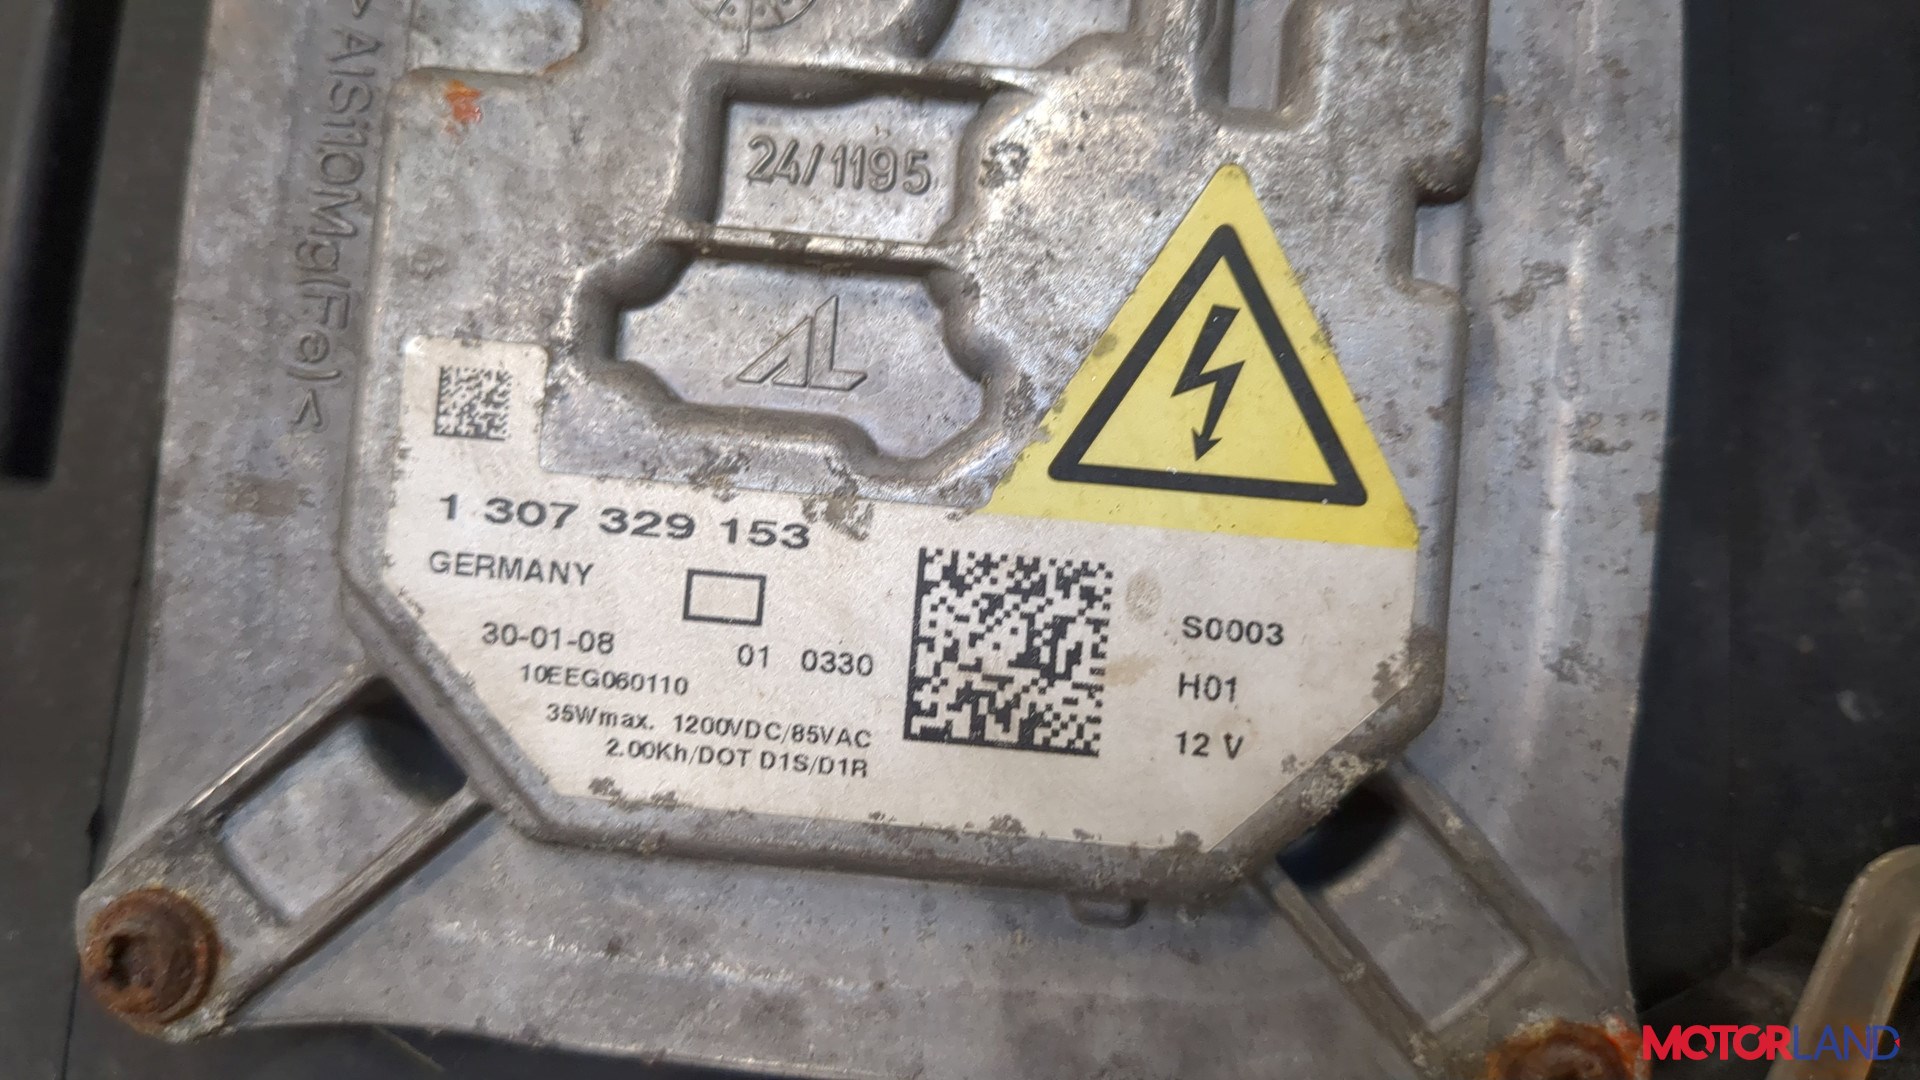 >AlSi10Mg(Fe)<
24/1195
AL
1 307 329 153
GERMANY
30-01-08
01 0330
10EEG060110
35Wmax. 1200VDC/85VAC
2.00Kh/DOT D1S/D1R
S0003
H01
12 V
MOTORLAND